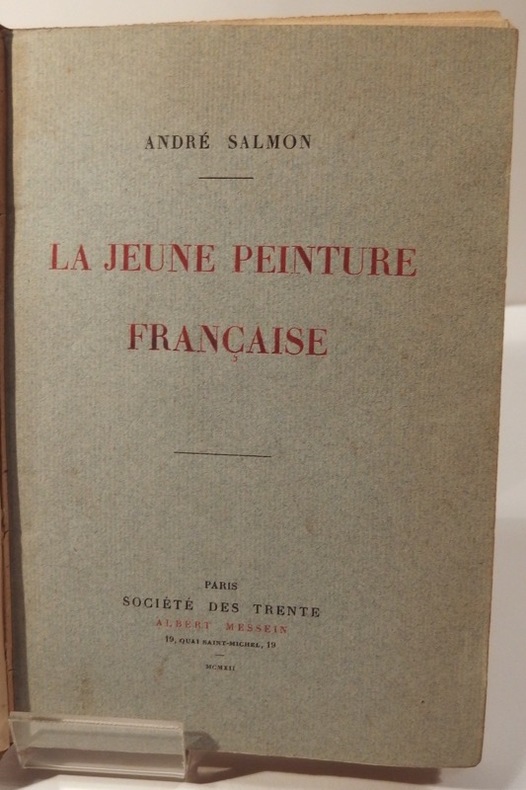 ANDRÉ SALMON
LA JEUNE PEINTURE
FRANÇAISE
PARIS
SOCIÉTÉ DES TRENTE
ALBERT MESSEIN
19, QUAI SAINT-MICHEL, 19
MCMXII